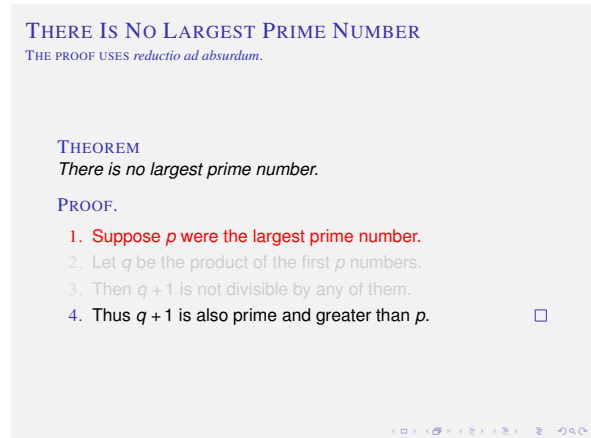 THERE IS NO LARGEST PRIME NUMBER
THE PROOF USES reductio ad absurdum.
THEOREM
There is no largest prime number.
PROOF.
1. Suppose p were the largest prime number.
2. Let q be the product of the first p numbers.
3. Then q + 1 is not divisible by any of them.
4. Thus q + 1 is also prime and greater than p. □